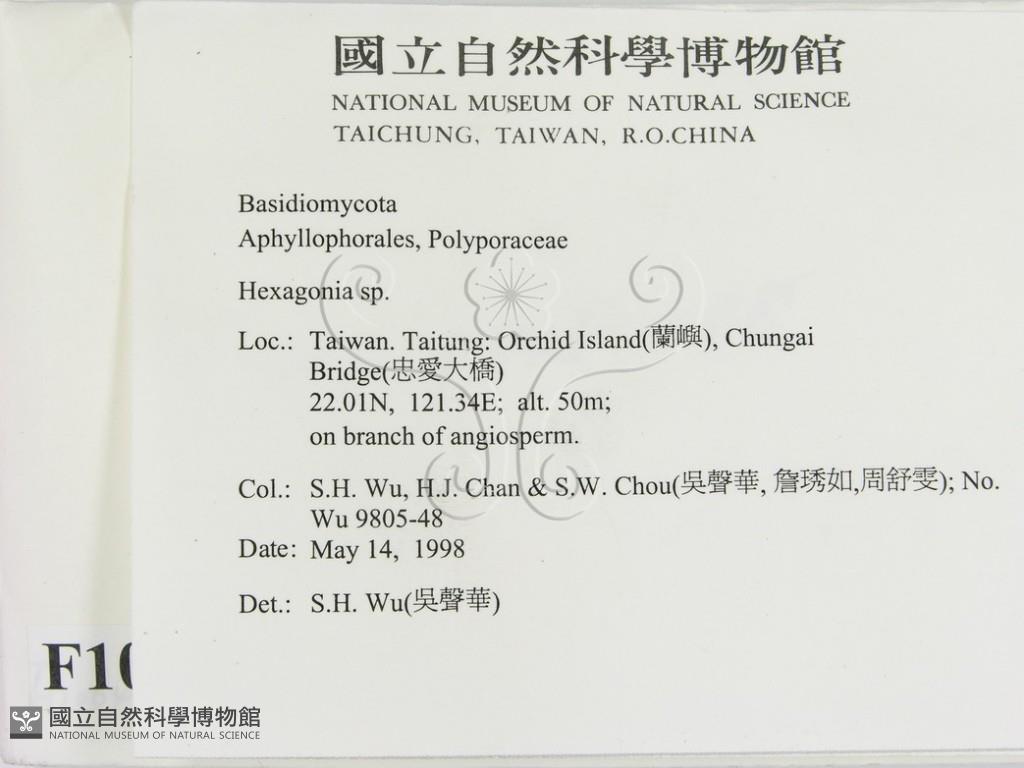 國立自然科學博物館
NATIONAL MUSEUM OF NATURAL SCIENCE
TAICHUNG, TAIWAN, R.O.CHINA
Basidiomycota
Aphyllophorales, Polyporaceae
Hexagonia sp.
Loc.: Taiwan. Taitung: Orchid Island(蘭嶼), Chungai
Bridge(忠愛大橋)
22.01N, 121.34E; alt. 50m;
on branch of angiosperm.
Col.: S.H. Wu, H.J. Chan & S.W. Chou(吳聲華, 詹琇如,周舒雯); No.
Wu 9805-48
Date: May 14, 1998
Det.: S.H. Wu(吳聲華)
F10
國立自然科學博物館
NATIONAL MUSEUM OF NATURAL SCIENCE